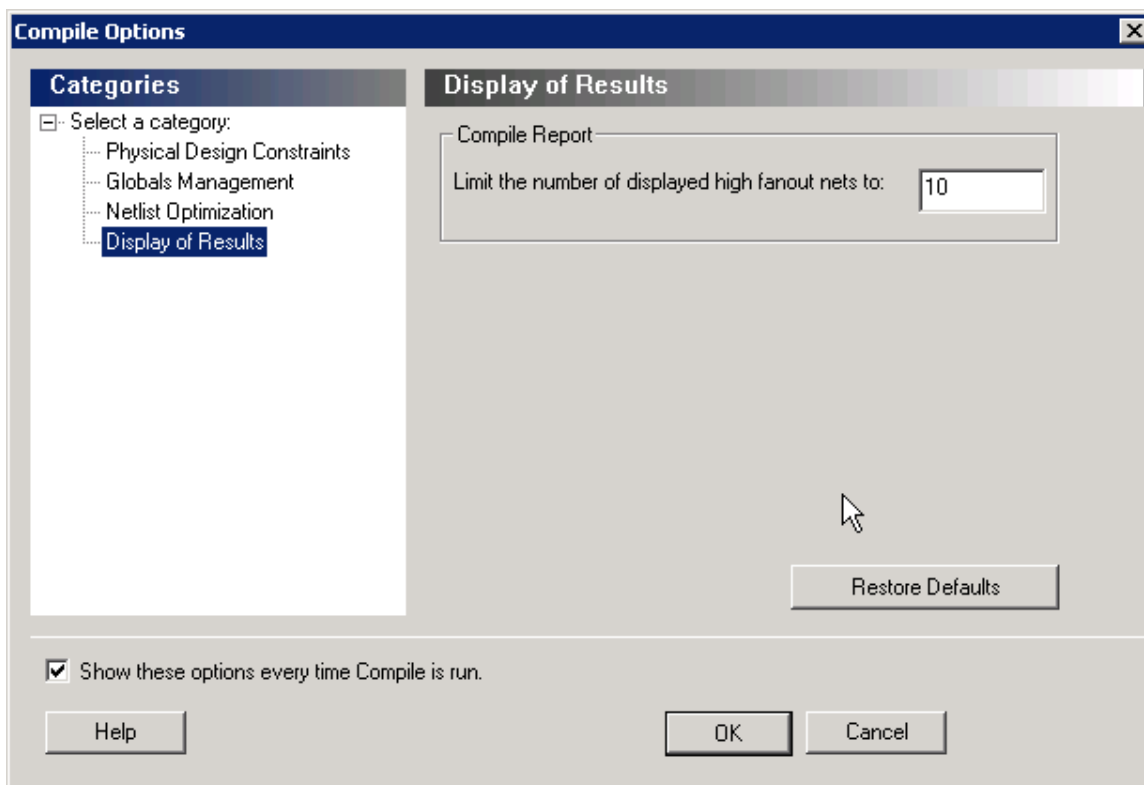 Compile Options
Categories
Select a category:
Physical Design Constraints
Globals Management
Netlist Optimization
Display of Results
Display of Results
Compile Report
Limit the number of displayed high fanout nets to:
10
Restore Defaults
Show these options every time Compile is run.
Help
OK
Cancel